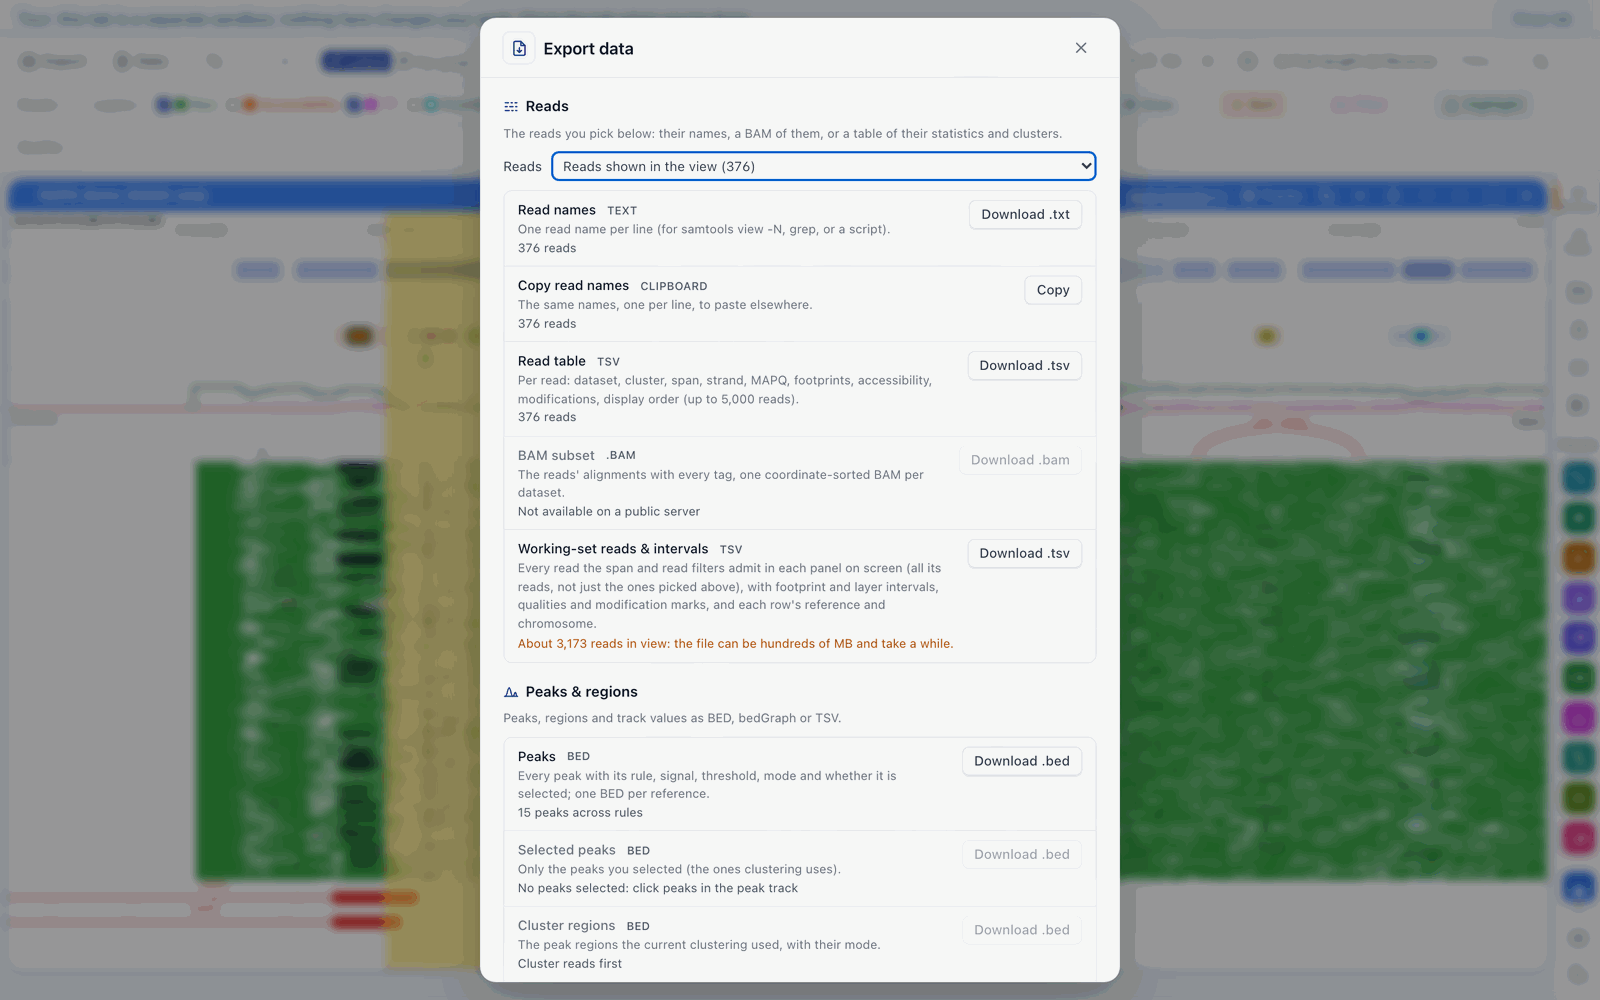 Export data
Reads
The reads you pick below: their names, a BAM of them, or a table of their statistics and clusters.
Reads
Reads shown in the view (376)
Read names TEXT
Download .txt
One read name per line (for samtools view -N, grep, or a script).
376 reads
Copy read names CLIPBOARD
Copy
The same names, one per line, to paste elsewhere.
376 reads
Read table TSV
Download .tsv
Per read: dataset, cluster, span, strand, MAPQ, footprints, accessibility,
modifications, display order (up to 5,000 reads).
376 reads
BAM subset .BAM
Download .bam
The reads' alignments with every tag, one coordinate-sorted BAM per
dataset.
Not available on a public server
Working-set reads & intervals TSV
Download .tsv
Every read the span and read filters admit in each panel on screen (all its
reads, not just the ones picked above), with footprint and layer intervals,
qualities and modification marks, and each row's reference and
chromosome.
About 3,173 reads in view: the file can be hundreds of MB and take a while.
Peaks & regions
Peaks, regions and track values as BED, bedGraph or TSV.
Peaks BED
Download .bed
Every peak with its rule, signal, threshold, mode and whether it is
selected; one BED per reference.
15 peaks across rules
Selected peaks BED
Download .bed
Only the peaks you selected (the ones clustering uses).
No peaks selected: click peaks in the peak track
Cluster regions BED
Download .bed
The peak regions the current clustering used, with their mode.
Cluster reads first